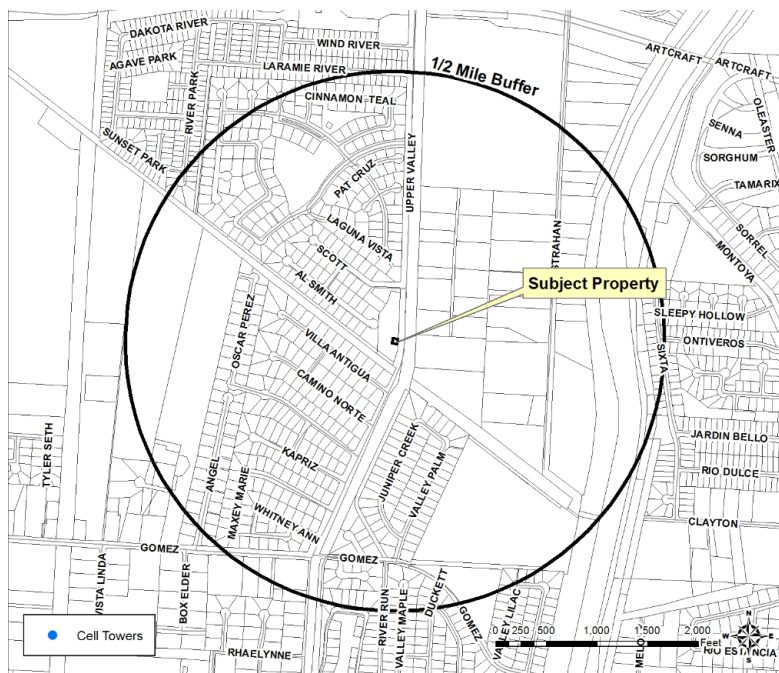 DAKOTA RIVER
WIND RIVER
AGAVE PARK
LARAMIE RIVER
1/2 Mile Buffer
ARTCRAFT
ARTCRAFT
CINNAMON TEAL
RIVER PARK
OLEASTER
SENNA
SUNSET PARK
SORGHUM
PAT CRUZ
UPPER VALLEY
TAMARIX
LAGUNA VISTA
SORREL
SCOTT
STRAHAN
MONTOYA
AL SMITH
Subject Property
OSCAR PEREZ
SLEEPY HOLLOW
VILLA ANTIGUA
ONTIVEROS
SIXTA
CAMINO NORTE
TYLER SETH
KAPRIZ
JUNIPER CREEK
JARDIN BELLO
ANGEL
VALLEY PALM
RIO DULCE
MAXEY MARIE
WHITNEY ANN
CLAYTON
GOMEZ
GOMEZ
VISTA LINDA
BOX ELDER
DUCKETT
RIVER RUN
VALLEY MAPLE
GOMEZ
VALLEY LILAC
0 250 500 1,000 1,500 2,000
Feet
MELO
N
W E
S
Cell Towers
RHAELYNNE
RIO ESTANCIA